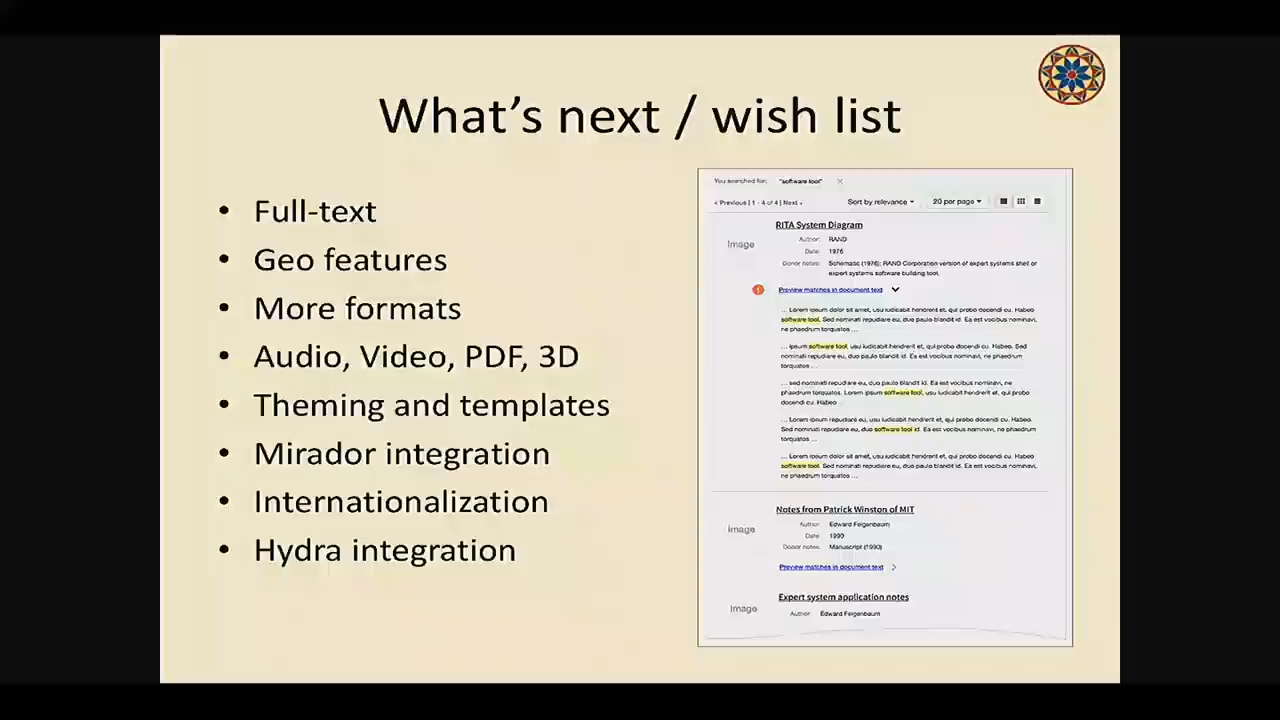 What's next / wish list
• Full-text
• Geo features
• More formats
• Audio, Video, PDF, 3D
• Theming and templates
• Mirador integration
• Internationalization
• Hydra integration
You searched for: "software tool" ×
< Previous | 1 - 4 of 4 | Next › Sort by relevance 20 per page
RITA System Diagram
Image
Author: RAND
Date: 1976
Donor notes: Schematic (1976); RAND Corporation version of expert systems shell or
expert systems software building tool.
! Preview matches in document text
... Lorem ipsum dolor sit amet, usu iudicabit hendrerit et, qui probo docendi cu. Habeo
software tool. Sed nominati repudiare eu, duo paulo blandit id. Ea est vocibus nominavi,
ne phaedrum torquatos ...
... ipsum software tool, usu iudicabit hendrerit et, qui probo docendi cu. Habeo. Sed
nominati repudiare eu, duo paulo blandit id. Ea est vocibus nominavi, ne phaedrum
torquatos ...
... sed nominati repudiare eu, duo paulo blandit id. Ea est vocibus nominavi, ne
phaedrum torquatos. Lorem ipsum software tool, usu iudicabit hendrerit et, qui probo
docendi cu. Habeo ...
... Lorem ipsum repudiare eu, usu iudicabit hendrerit et, qui probo docendi cu. Habeo
Sed nominati repudiare eu, duo software tool id. Ea est vocibus nominavi, ne phaedrum
torquatos ...
... Lorem ipsum dolor sit amet, usu iudicabit hendrerit et, qui probo docendi cu. Habeo
software tool. Sed nominati repudiare eu, duo paulo blandit id. Ea est vocibus nominavi,
ne phaedrum torquatos ...
Notes from Patrick Winston of MIT
Image
Author: Edward Feigenbaum
Date: 1990
Donor notes: Manuscript (1990)
Preview matches in document text
Expert system application notes
Image
Author: Edward Feigenbaum